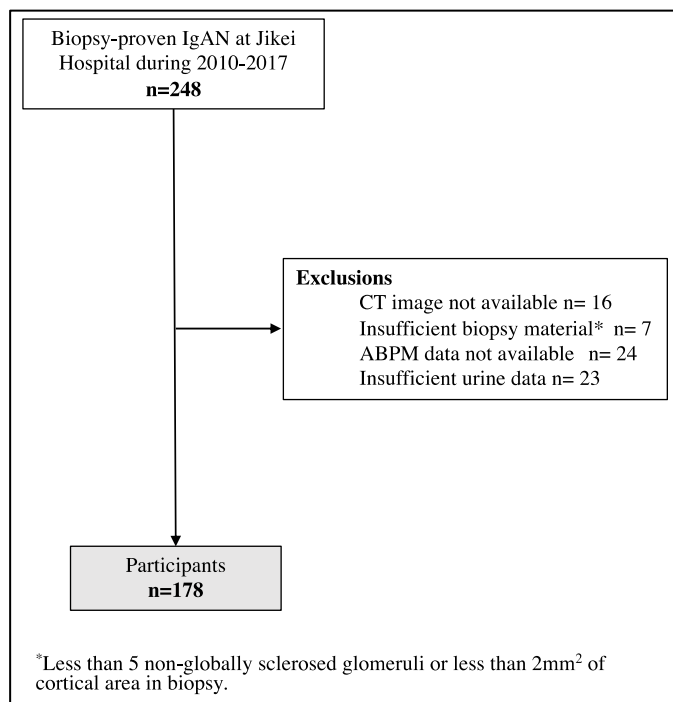 Biopsy-proven IgAN at Jikei
Hospital during 2010-2017
n=248
Exclusions
CT image not available n= 16
Insufficient biopsy material* n= 7
ABPM data not available n= 24
Insufficient urine data n= 23
Participants
n=178
*Less than 5 non-globally sclerosed glomeruli or less than 2mm² of
cortical area in biopsy.